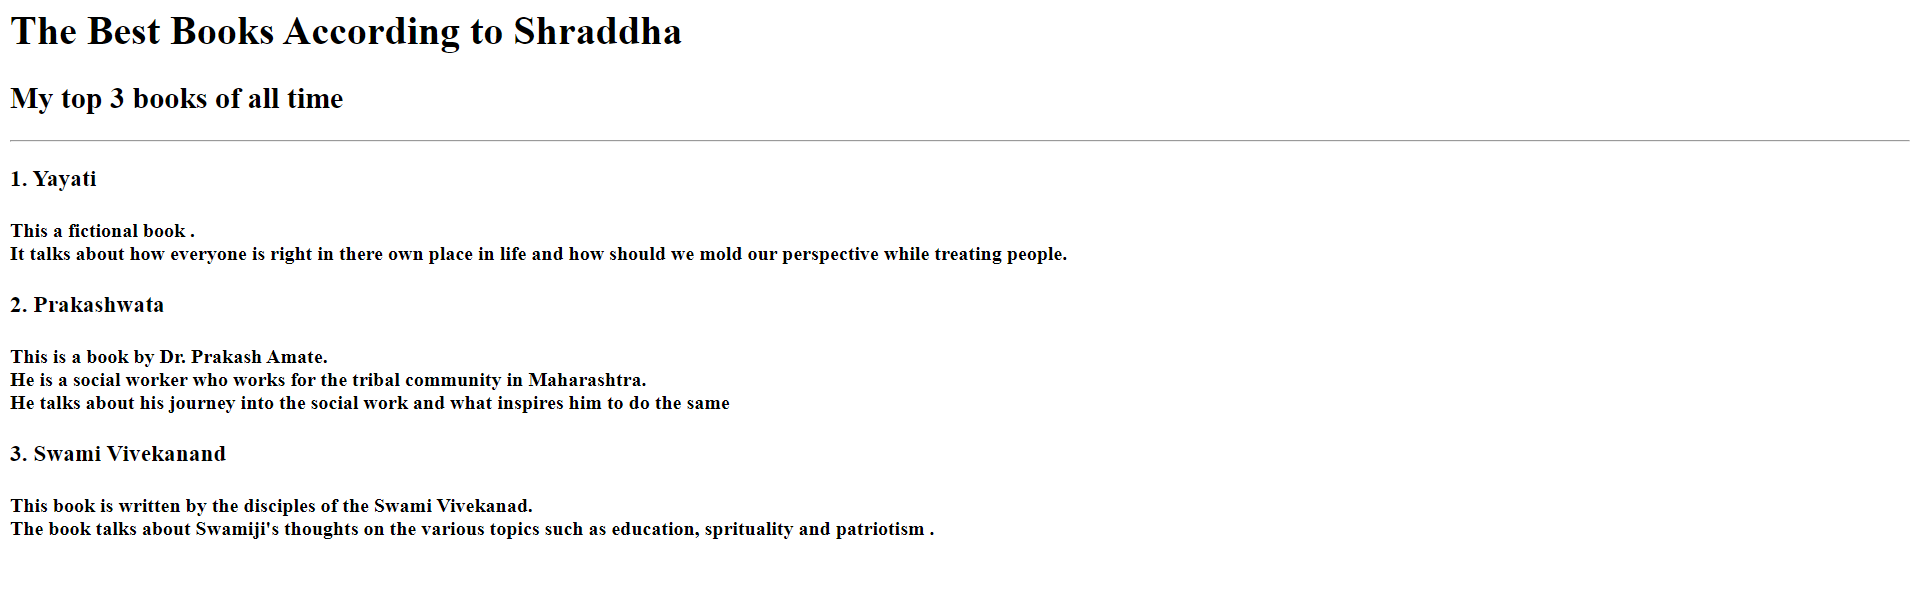 The Best Books According to Shraddha
My top 3 books of all time
1. Yayati
This a fictional book .
It talks about how everyone is right in there own place in life and how should we mold our perspective while treating people.
2. Prakashwata
This is a book by Dr. Prakash Amate.
He is a social worker who works for the tribal community in Maharashtra.
He talks about his journey into the social work and what inspires him to do the same
3. Swami Vivekanand
This book is written by the disciples of the Swami Vivekanad.
The book talks about Swamiji's thoughts on the various topics such as education, sprituality and patriotism .